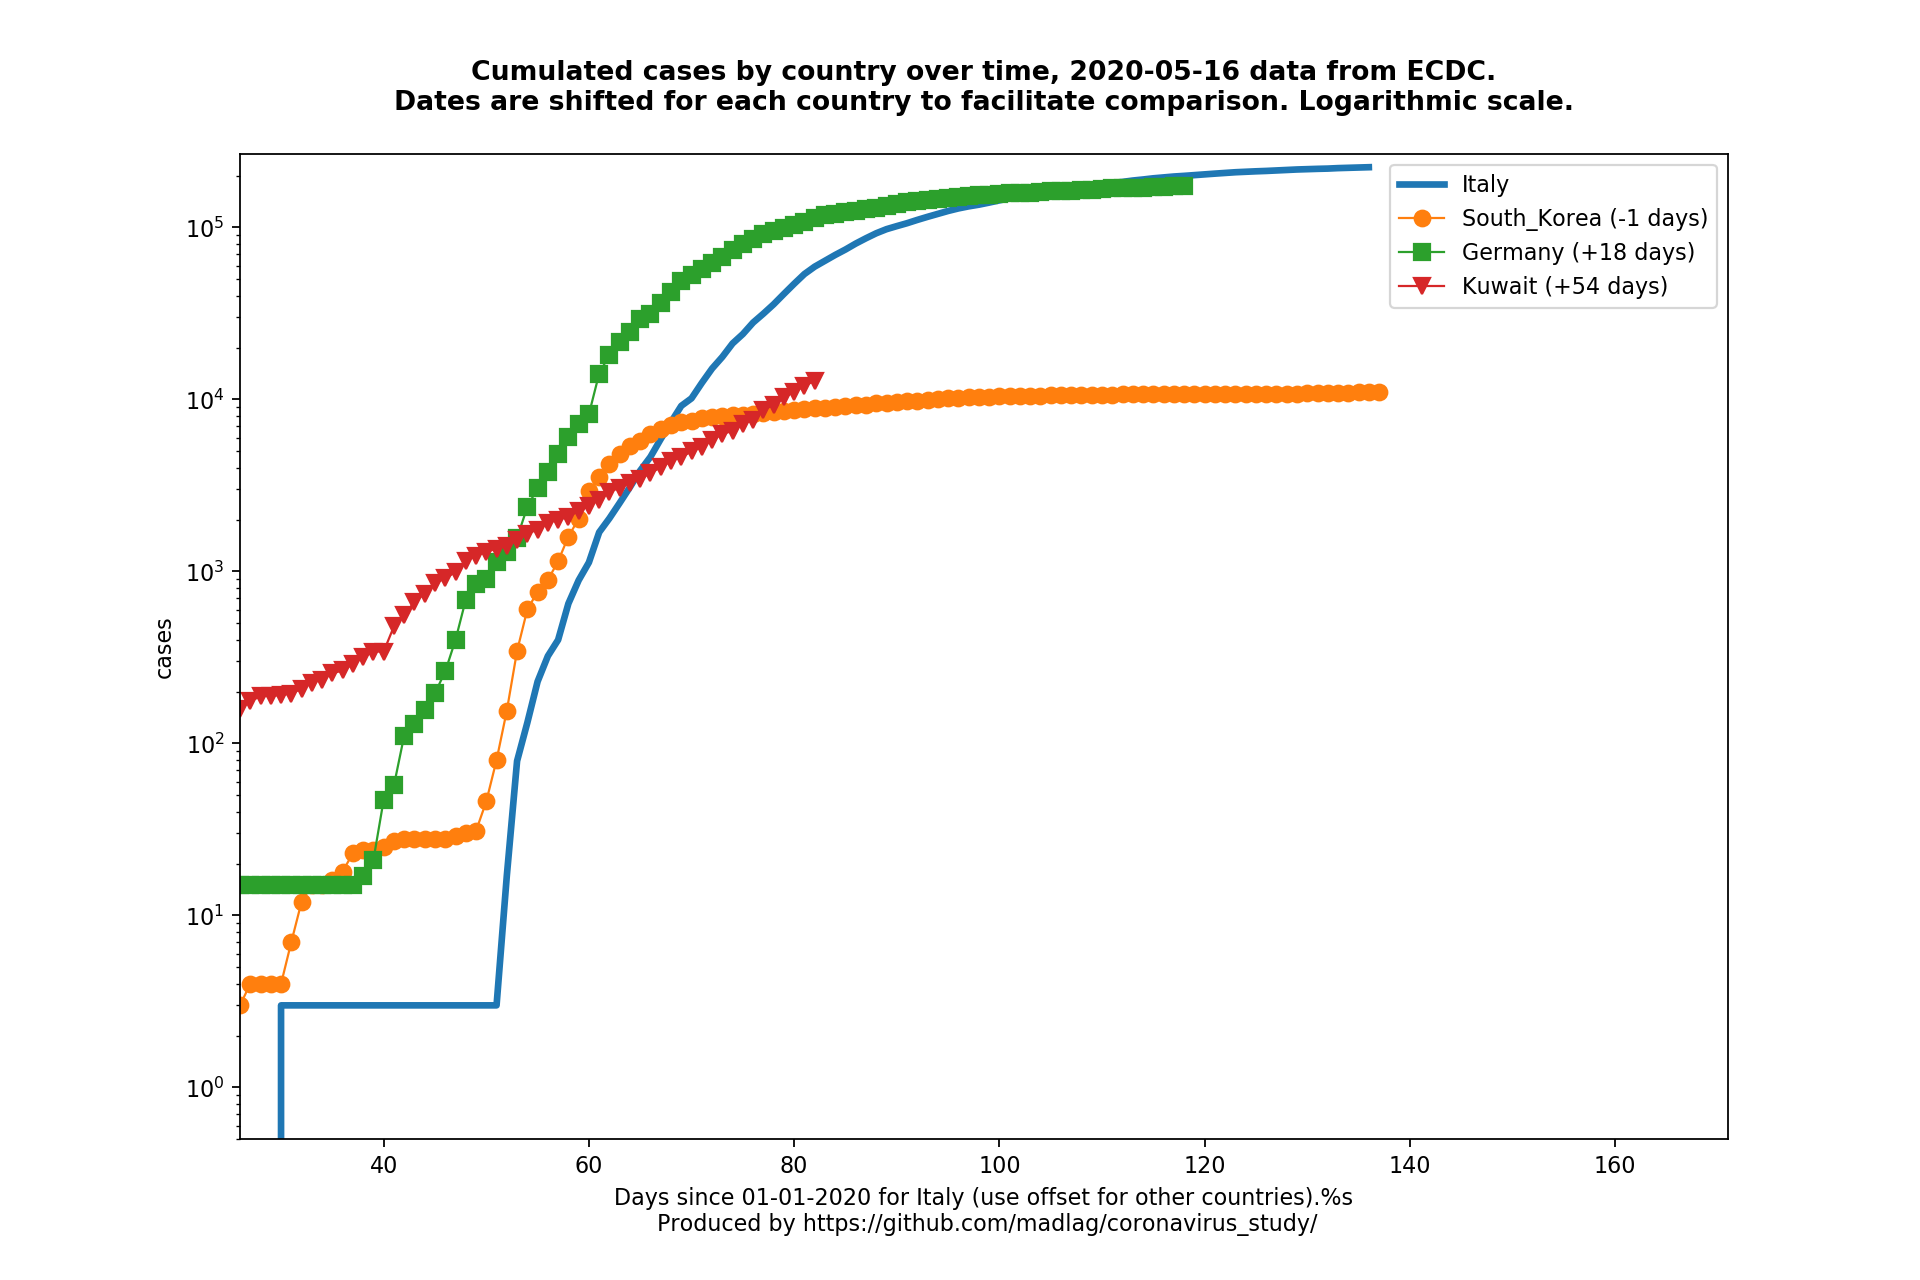 Cumulated cases by country over time, 2020-05-16 data from ECDC.
Dates are shifted for each country to facilitate comparison. Logarithmic scale.
Italy
South_Korea (-1 days)
Germany (+18 days)
Kuwait (+54 days)
cases
10^5
10^4
10^3
10^2
10^1
10^0
40 60 80 100 120 140 160
Days since 01-01-2020 for Italy (use offset for other countries).%s
Produced by https://github.com/madlag/coronavirus_study/